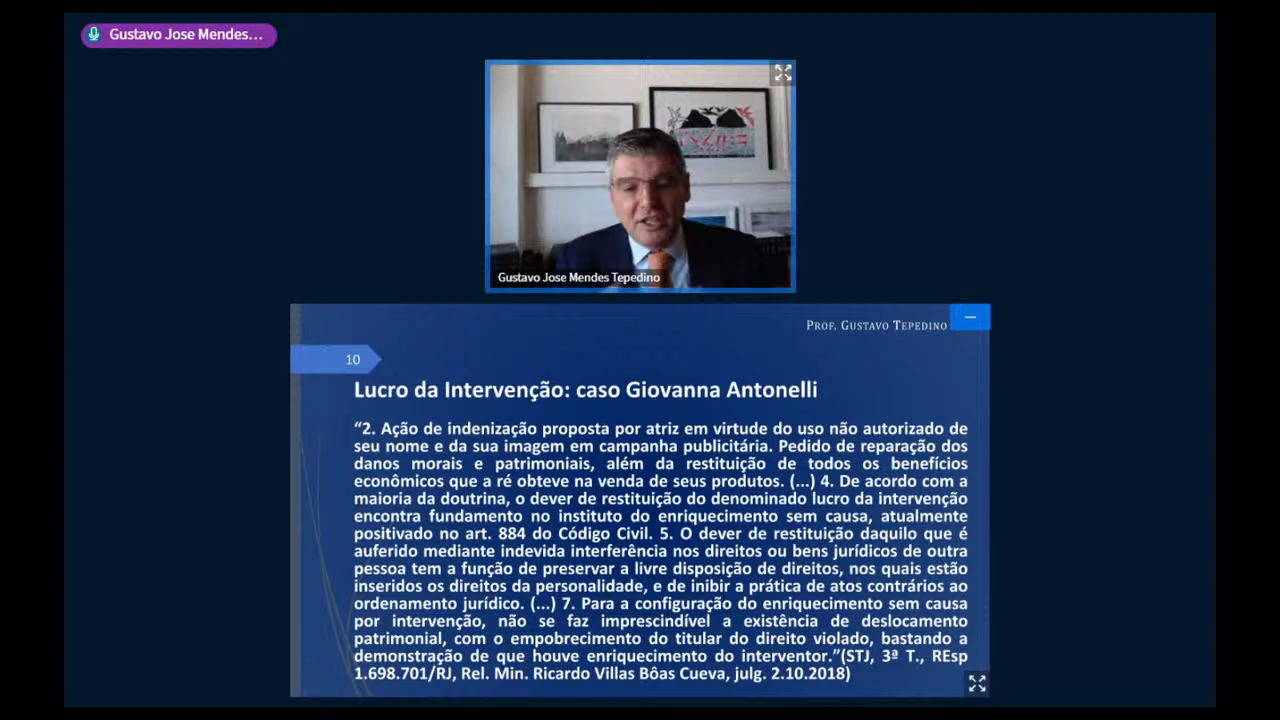 Gustavo Jose Mendes...
Gustavo Jose Mendes Tepedino
PROF. GUSTAVO TEPEDINO
10
Lucro da Intervenção: caso Giovanna Antonelli
“2. Ação de indenização proposta por atriz em virtude do uso não autorizado de
seu nome e da sua imagem em campanha publicitária. Pedido de reparação dos
danos morais e patrimoniais, além da restituição de todos os benefícios
econômicos que a ré obteve na venda de seus produtos. (...) 4. De acordo com a
maioria da doutrina, o dever de restituição do denominado lucro da intervenção
encontra fundamento no instituto do enriquecimento sem causa, atualmente
positivado no art. 884 do Código Civil. 5. O dever de restituição daquilo que é
auferido mediante indevida interferência nos direitos ou bens jurídicos de outra
pessoa tem a função de preservar a livre disposição de direitos, nos quais estão
inseridos os direitos da personalidade, e de inibir a prática de atos contrários ao
ordenamento jurídico. (...) 7. Para a configuração do enriquecimento sem causa
por intervenção, não se faz imprescindível a existência de deslocamento
patrimonial, com o empobrecimento do titular do direito violado, bastando a
demonstração de que houve enriquecimento do interventor.”(STJ, 3ª T., REsp
1.698.701/RJ, Rel. Min. Ricardo Villas Bôas Cueva, julg. 2.10.2018)